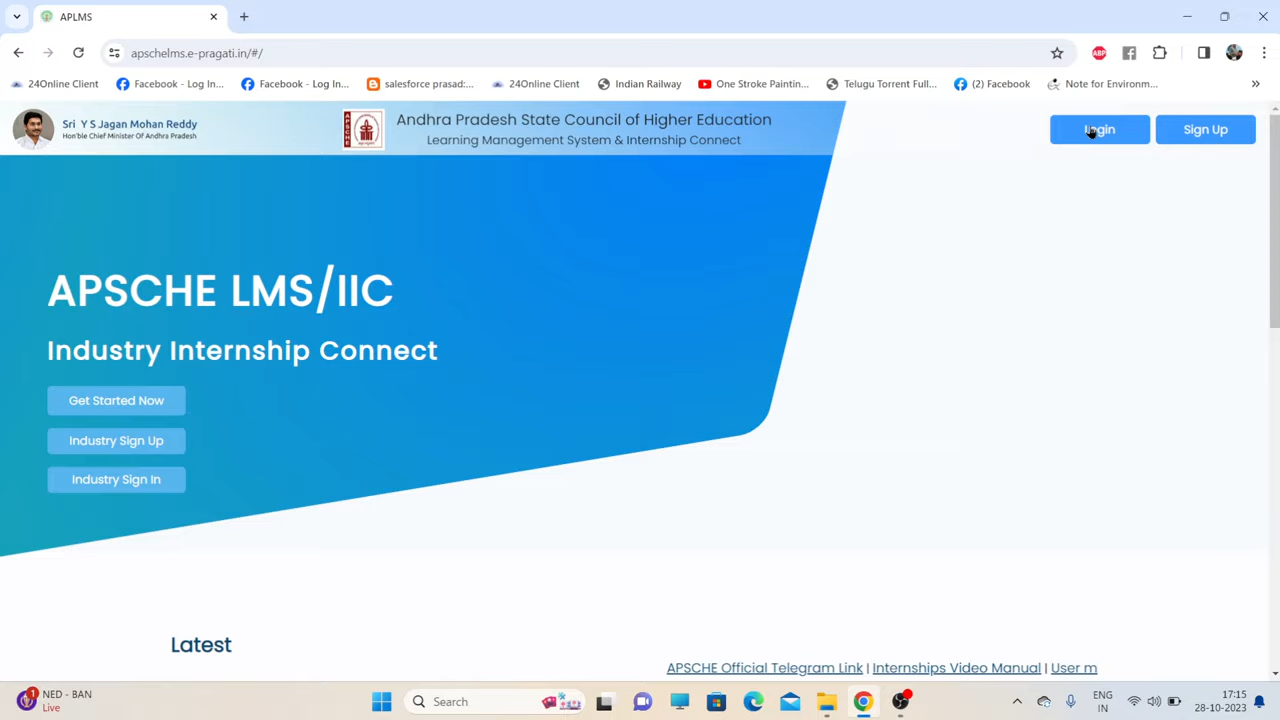 APLMS
apschelms.e-pragati.in/#/
24Online Client
Facebook - Log In...
Facebook - Log In...
salesforce prasad:...
24Online Client
Indian Railway
One Stroke Paintin...
Telugu Torrent Full...
(2) Facebook
Note for Environm...
Sri Y S Jagan Mohan Reddy
Hon'ble Chief Minister Of Andhra Pradesh
APSCHE
Andhra Pradesh State Council of Higher Education
Learning Management System & Internship Connect
Login
Sign Up
APSCHE LMS/IIC
Industry Internship Connect
Get Started Now
Industry Sign Up
Industry Sign In
Latest
APSCHE Official Telegram Link | Internships Video Manual | User m
1
NED - BAN
Live
Search
ENG
IN
17:15
28-10-2023
ABP